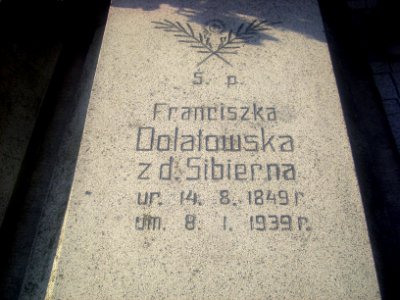 Ś. p.
Franciszka
Dolatowska
z d. Sibierna
ur. 14. 8. 1849 r.
um. 8. 1. 1939 r.